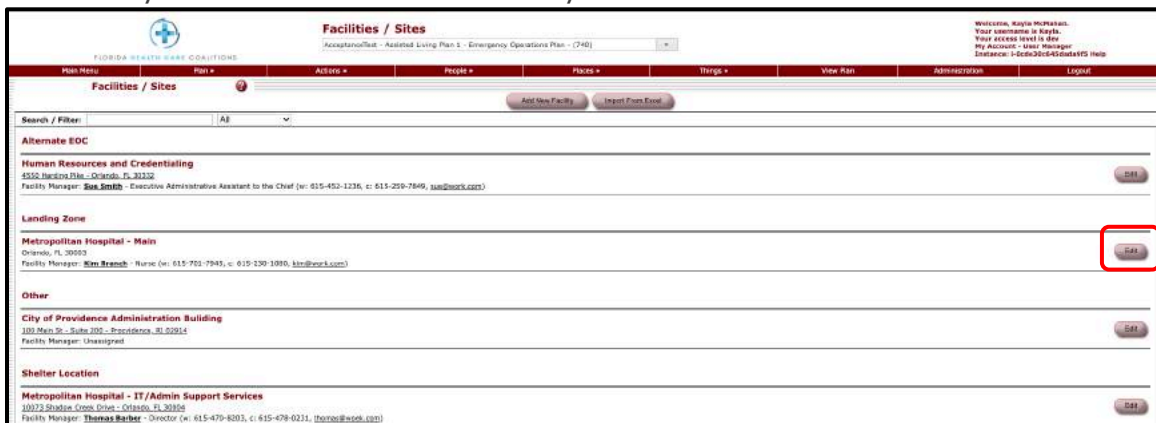 Facilities / Sites
AcceptanceTest - Assisted Living Plan 1 - Emergency Operations Plan - (740)
Welcome, Kayla McMahan.
Your username is Kayla.
Your access level is dev
My Account - User Manager
Instance: Help
FLORIDA HEALTH CARE COALITIONS
Main Menu Plan Actions People Places Things View Plan Administration Logout
Facilities / Sites ?
Add New Facility Import From Excel
Search / Filter: All
Alternate EOC
Human Resources and Credentialing
4550 Harding Pike - Orlando, FL 30332
Facility Manager: Sue Smith - Executive Administrative Assistant to the Chief (w: 615-452-1236, c: 615-259-7849, sue@work.com)
Edit
Landing Zone
Metropolitan Hospital - Main
Orlando, FL 30003
Facility Manager: Kim Branch - Nurse (w: 615-701-7943, c: 615-230-1080, kim@work.com)
Edit
Other
City of Providence Administration Building
100 Main St - Suite 200 - Providence, RI 02914
Facility Manager: Unassigned
Edit
Shelter Location
Metropolitan Hospital - IT/Admin Support Services
10373 Shadow Creek Drive - Orlando, FL 30904
Facility Manager: Thomas Barber - Director (w: 615-470-8203, c: 615-478-0231, thomas@work.com)
Edit